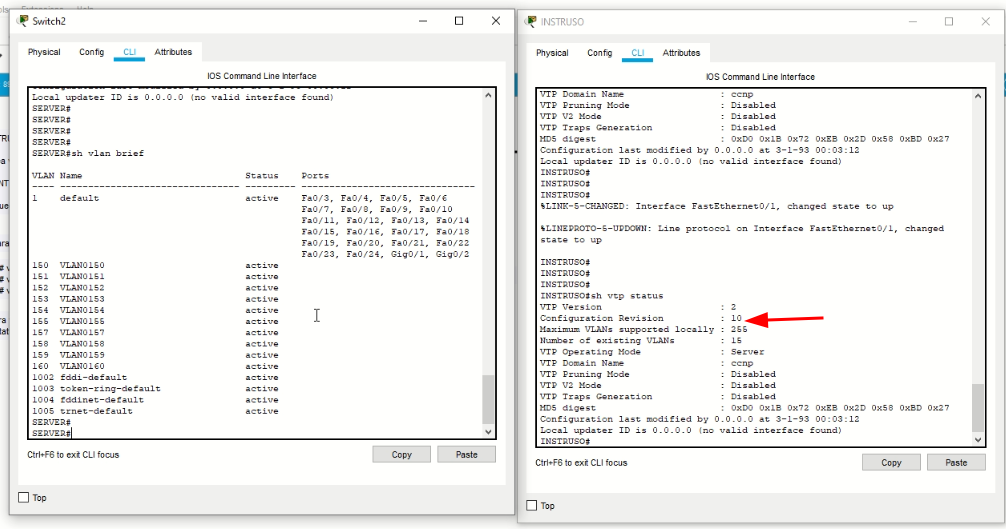 Switch2
Physical Config CLI Attributes
IOS Command Line Interface
Local updater ID is 0.0.0.0 (no valid interface found)
SERVER#
SERVER#
SERVER#
SERVER#
SERVER#sh vlan brief
VLAN Name Status Ports
---- -------------------------------- --------- -------------------------------
1 default active Fa0/3, Fa0/4, Fa0/5, Fa0/6
Fa0/7, Fa0/8, Fa0/9, Fa0/10
Fa0/11, Fa0/12, Fa0/13, Fa0/14
Fa0/15, Fa0/16, Fa0/17, Fa0/18
Fa0/19, Fa0/20, Fa0/21, Fa0/22
Fa0/23, Fa0/24, Gig0/1, Gig0/2
150 VLAN0150 active
151 VLAN0151 active
152 VLAN0152 active
153 VLAN0153 active
154 VLAN0154 active
155 VLAN0155 active
157 VLAN0157 active
158 VLAN0158 active
159 VLAN0159 active
160 VLAN0160 active
1002 fddi-default active
1003 token-ring-default active
1004 fddinet-default active
1005 trnet-default active
SERVER#
SERVER#
Ctrl+F6 to exit CLI focus
Copy Paste
Top
INSTRUSO
Physical Config CLI Attributes
IOS Command Line Interface
VTP Domain Name : ccnp
VTP Pruning Mode : Disabled
VTP V2 Mode : Disabled
VTP Traps Generation : Disabled
MD5 digest : 0xD0 0x1B 0x72 0xEB 0x2D 0x58 0xBD 0x27
Configuration last modified by 0.0.0.0 at 3-1-93 00:03:12
Local updater ID is 0.0.0.0 (no valid interface found)
INSTRUSO#
INSTRUSO#
INSTRUSO#
%LINK-5-CHANGED: Interface FastEthernet0/1, changed state to up
%LINEPROTO-5-UPDOWN: Line protocol on Interface FastEthernet0/1, changed
state to up
INSTRUSO#
INSTRUSO#
INSTRUSO#
INSTRUSO#sh vtp status
VTP Version : 2
Configuration Revision : 10
Maximum VLANs supported locally : 255
Number of existing VLANs : 15
VTP Operating Mode : Server
VTP Domain Name : ccnp
VTP Pruning Mode : Disabled
VTP V2 Mode : Disabled
VTP Traps Generation : Disabled
MD5 digest : 0xD0 0x1B 0x72 0xEB 0x2D 0x58 0xBD 0x27
Configuration last modified by 0.0.0.0 at 3-1-93 00:03:12
Local updater ID is 0.0.0.0 (no valid interface found)
INSTRUSO#
Ctrl+F6 to exit CLI focus
Copy Paste
Top